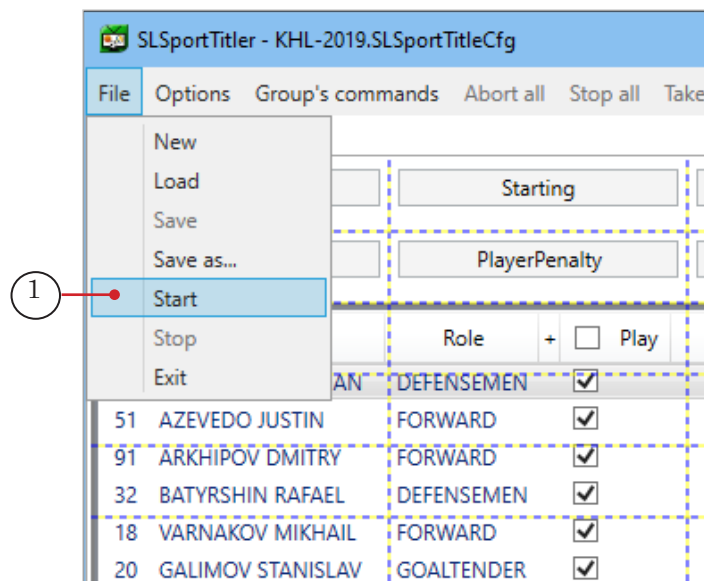 SLSportTitler - KHL-2019.SLSportTitleCfg
File Options Group's commands Abort all Stop all Take
New
Load
Save
Save as...
Start
Stop
Exit
1
Starting
PlayerPenalty
Role + Play
AN DEFENSEMEN
51 AZEVEDO JUSTIN FORWARD
91 ARKHIPOV DMITRY FORWARD
32 BATYRSHIN RAFAEL DEFENSEMEN
18 VARNAKOV MIKHAIL FORWARD
20 GALIMOV STANISLAV GOALTENDER